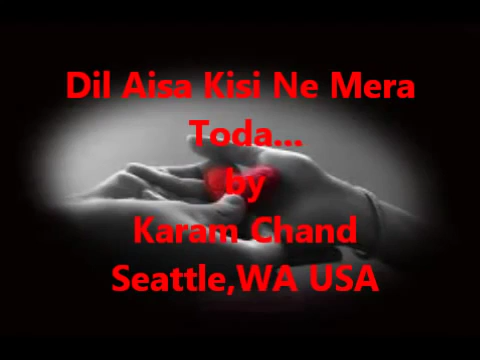 Dil Aisa Kisi Ne Mera
Toda...
by
Karam Chand
Seattle,WA USA